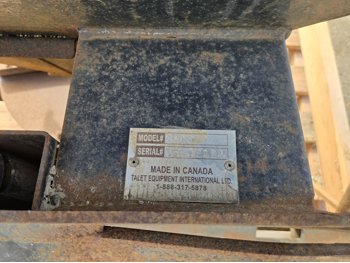 MODEL#
SERIAL#
MADE IN CANADA
TALET EQUIPMENT INTERNATIONAL LTD
1-888-317-5878